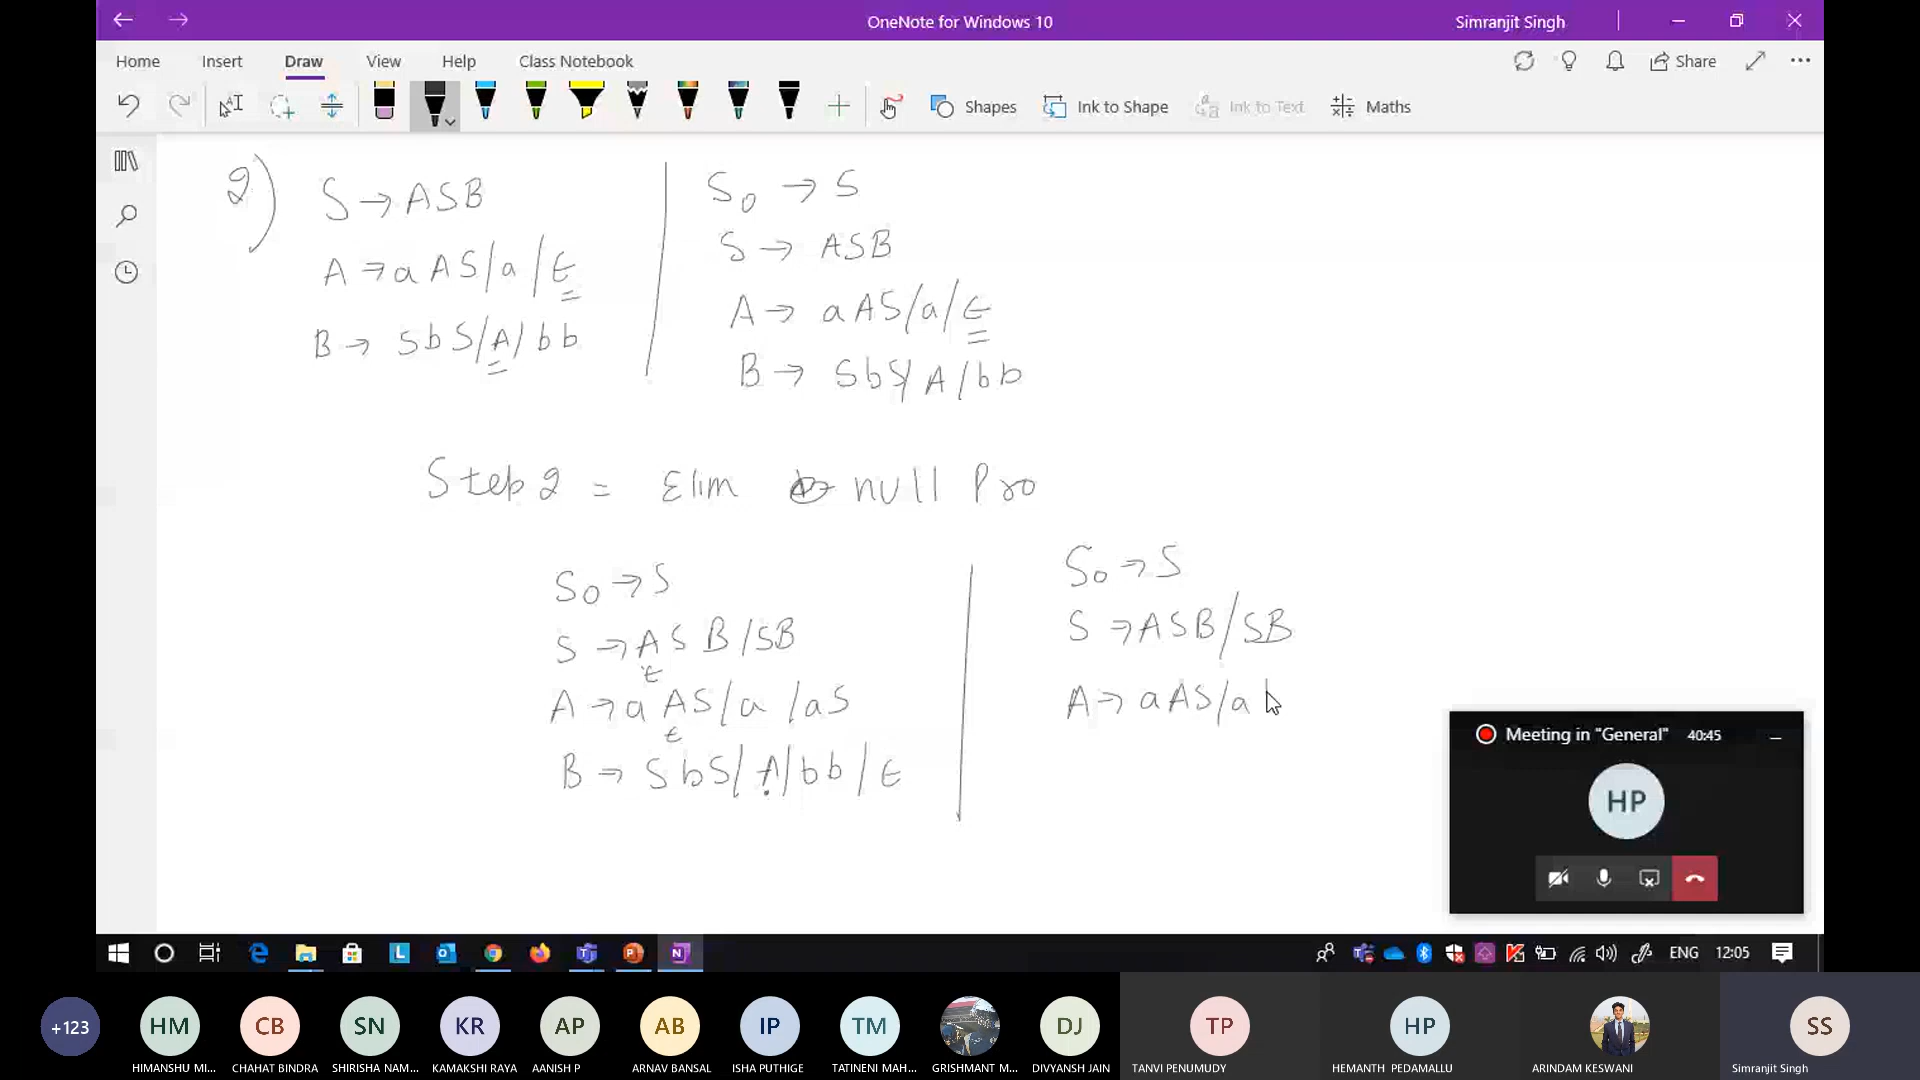 OneNote for Windows 10
Simranjit Singh
Home Insert Draw View Help Class Notebook
Share
Shapes Ink to Shape Ink to Text Maths
2)
S → ASB
A → aAS/a/ε
B → SbS/A/bb
S₀ → S
S → ASB
A → aAS/a/ε
B → SbS/A/bb
Step 2 = Elim null Pro
S₀ → S
S → ASB/SB
ε
A → aAS/a/aS
ε
B → SbS/A/bb/ε
S₀ → S
S → ASB/SB
A → aAS/a
Meeting in "General" 40:45
HP
ENG 12:05
+123 HM CB SN KR AP AB IP TM DJ TP HP SS
HIMANSHU MI... CHAHAT BINDRA SHIRISHA NAM... KAMAKSHI RAYA AANISH P ARNAV BANSAL ISHA PUTHIGE TATINENI MAH... GRISHMANT M... DIVYANSH JAIN TANVI PENUMUDY HEMANTH PEDAMALLU ARINDAM KESWANI Simranjit Singh